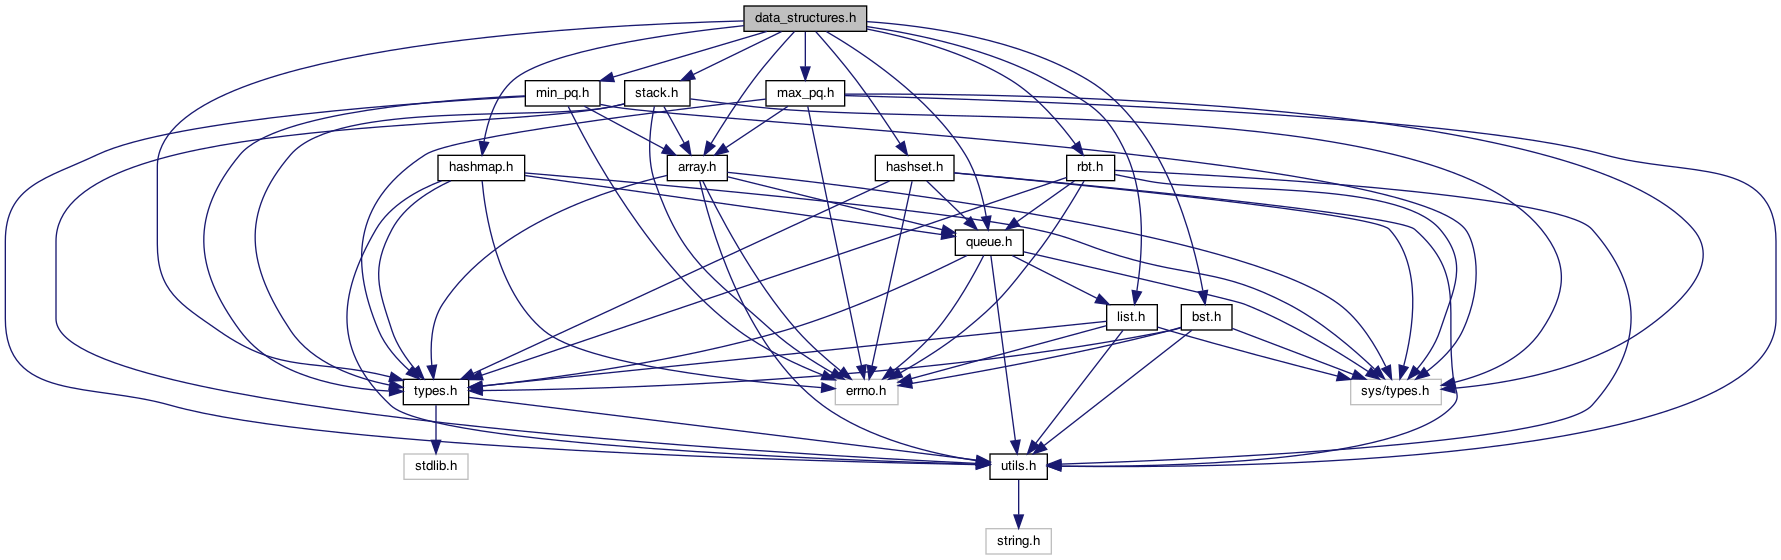 data_structures.h
min_pq.h
stack.h
max_pq.h
hashmap.h
array.h
hashset.h
rbt.h
queue.h
list.h
bst.h
types.h
errno.h
sys/types.h
stdlib.h
utils.h
string.h